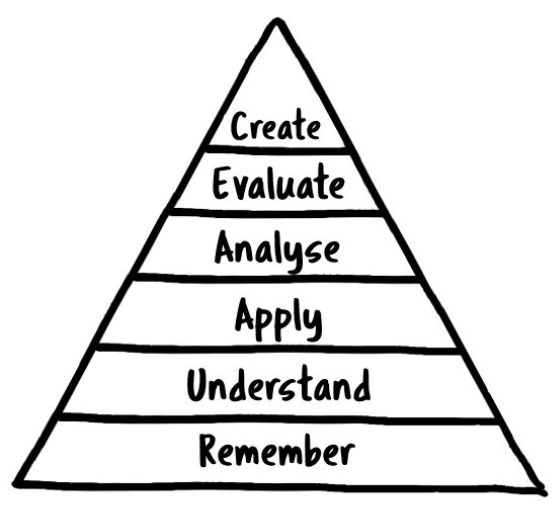 Create
Evaluate
Analyse
Apply
Understand
Remember